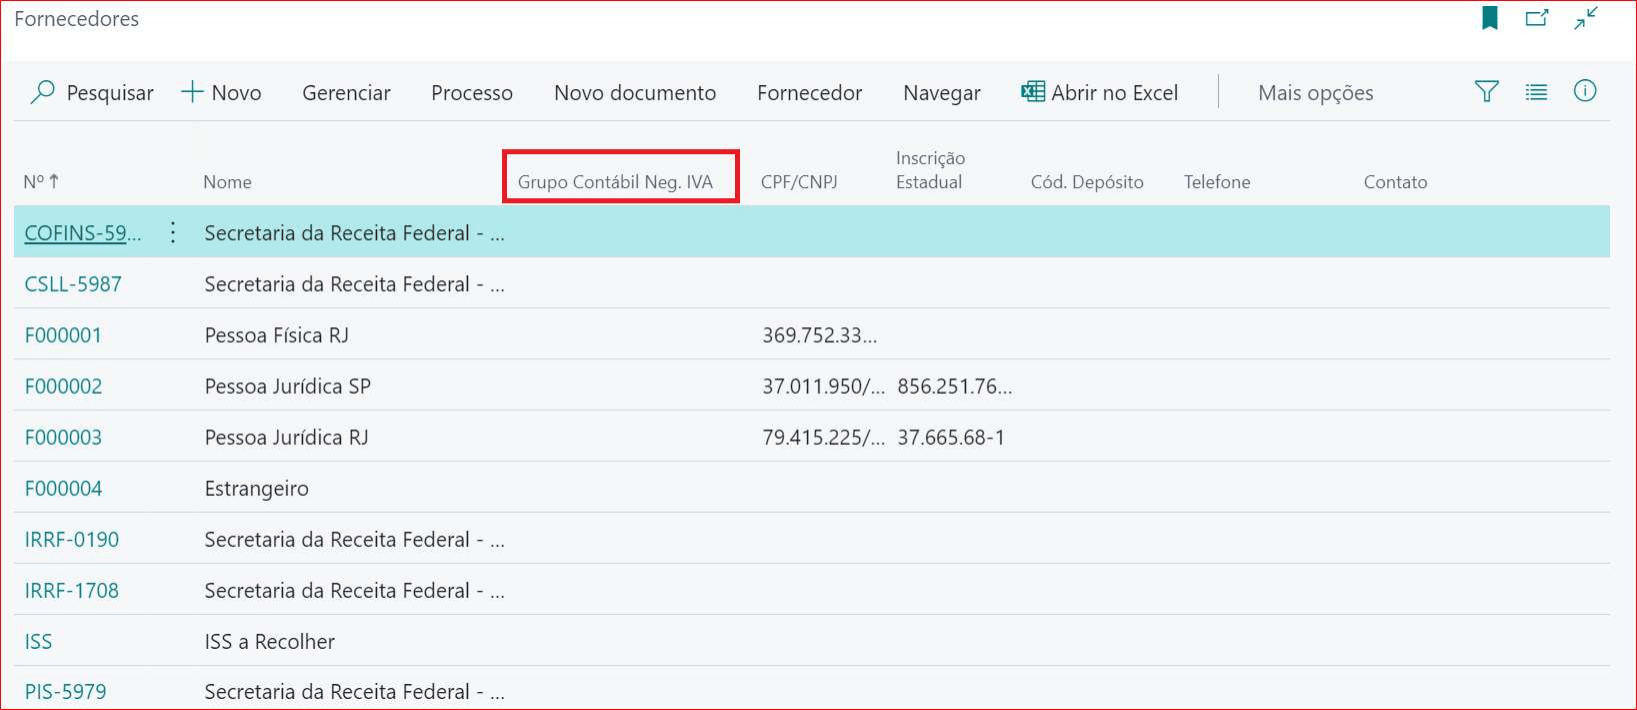 Fornecedores
Pesquisar Novo Gerenciar Processo Novo documento Fornecedor Navegar Abrir no Excel Mais opções
Nº ↑ Nome Grupo Contábil Neg. IVA CPF/CNPJ Inscrição Estadual Cód. Depósito Telefone Contato
COFINS-59... Secretaria da Receita Federal - ...
CSLL-5987 Secretaria da Receita Federal - ...
F000001 Pessoa Física RJ 369.752.33...
F000002 Pessoa Jurídica SP 37.011.950/... 856.251.76...
F000003 Pessoa Jurídica RJ 79.415.225/... 37.665.68-1
F000004 Estrangeiro
IRRF-0190 Secretaria da Receita Federal - ...
IRRF-1708 Secretaria da Receita Federal - ...
ISS ISS a Recolher
PIS-5979 Secretaria da Receita Federal - ...